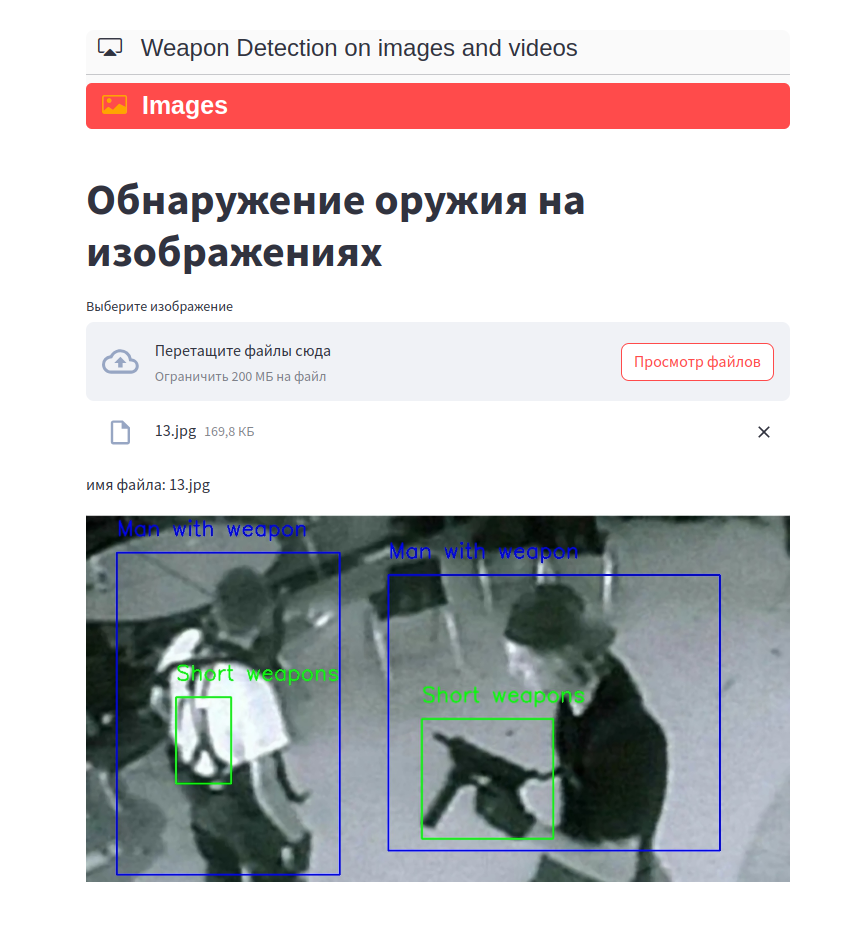 Weapon Detection on images and videos
Images
Обнаружение оружия на
изображениях
Выберите изображение
Перетащите файлы сюда
Ограничить 200 МБ на файл
Просмотр файлов
13.jpg 169,8 КБ
имя файла: 13.jpg
Man with weapon
Man with weapon
Short weapons
Short weapons